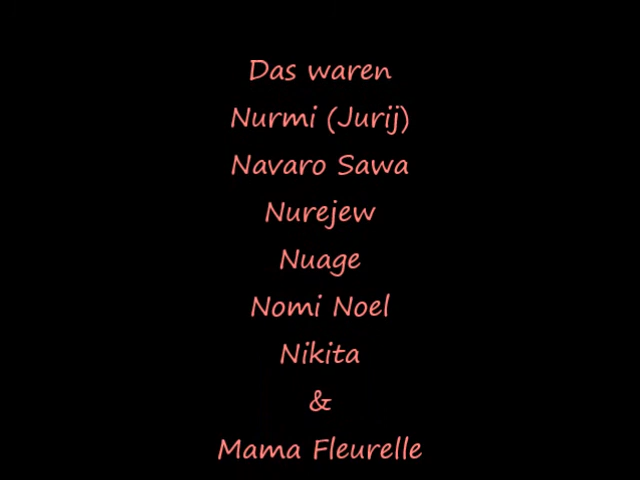 Das waren
Nurmi (Jurij)
Navaro Sawa
Nurejew
Nuage
Nomi Noel
Nikita
&
Mama Fleurelle